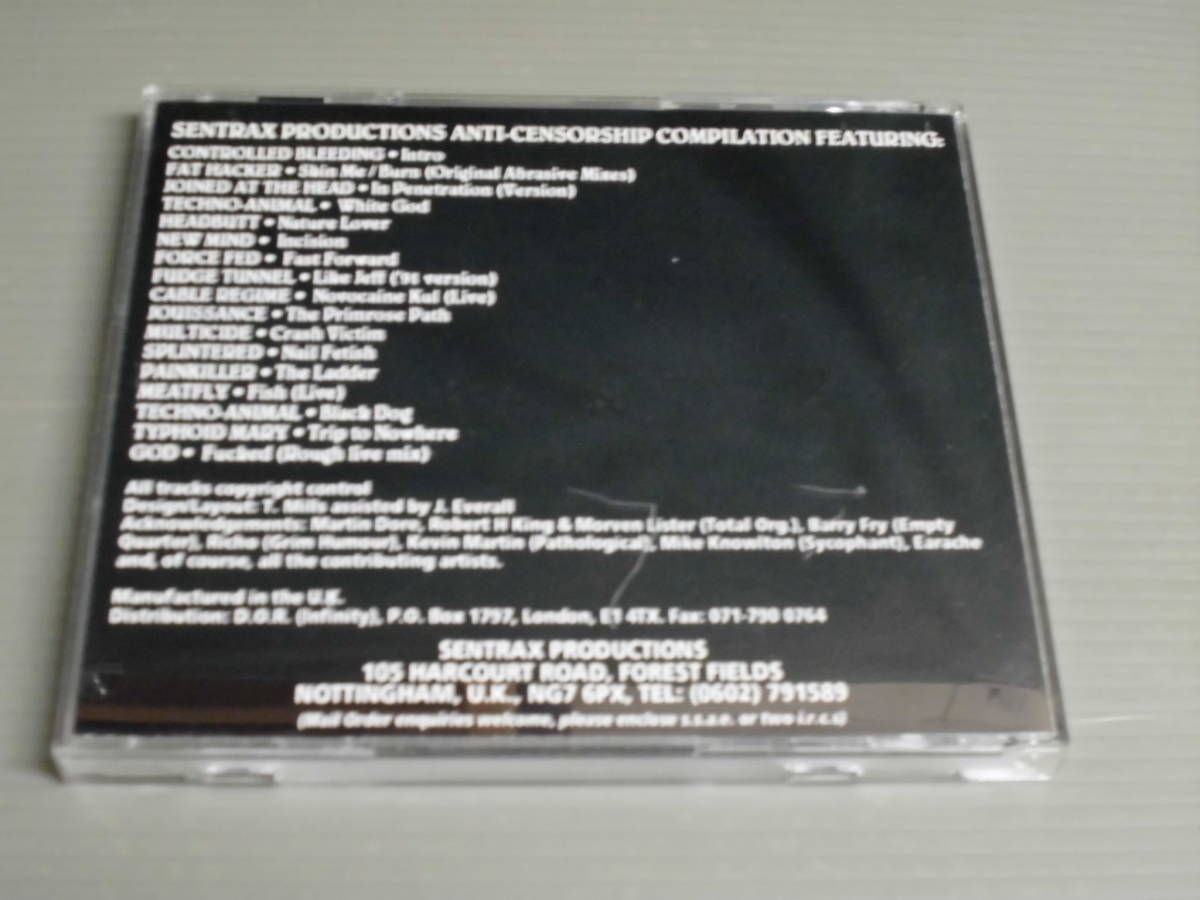 SENTRAX PRODUCTIONS ANTI-CENSORSHIP COMPILATION FEATURING:
CONTROLLED BLEEDING • Intro
FAT HACKER • Skin Me / Burn (Original Abrasive Mixes)
JOINED AT THE HEAD • In Penetration (Version)
TECHNO-ANIMAL • White God
HEADBUTT • Nature Lover
NEW MIND • Incision
FORCE FED • Fast Forward
FUDGE TUNNEL • Like Jeff ('91 version)
CABLE REGIME • Novocaine Kul (Live)
JOUISSANCE • The Primrose Path
MULTICIDE • Crash Victim
SPLINTERED • Nail Fetish
PAINKILLER • The Ladder
MEATFLY • Fish (Live)
TECHNO-ANIMAL • Black Dog
TYPHOID MARY • Trip to Nowhere
GOD • Fucked (Rough live mix)
All tracks copyright control
Design/Layout: T. Mills assisted by J. Everall
Acknowledgements: Martin Dore, Robert H King & Morven Lister (Total Org.), Barry Fry (Empty
Quarter), Richo (Grim Humour), Kevin Martin (Pathological), Mike Knowlton (Sycophant), Earache
and, of course, all the contributing artists.
Manufactured in the U.K.
Distribution: D.O.R. (Infinity), P.O. Box 1797, London, E1 4TX. Fax: 071-790 0764
SENTRAX PRODUCTIONS
105 HARCOURT ROAD, FOREST FIELDS
NOTTINGHAM, U.K., NG7 6PX, TEL: (0602) 791589
(Mail Order enquiries welcome, please enclose s.s.a.e. or two i.r.c.s)